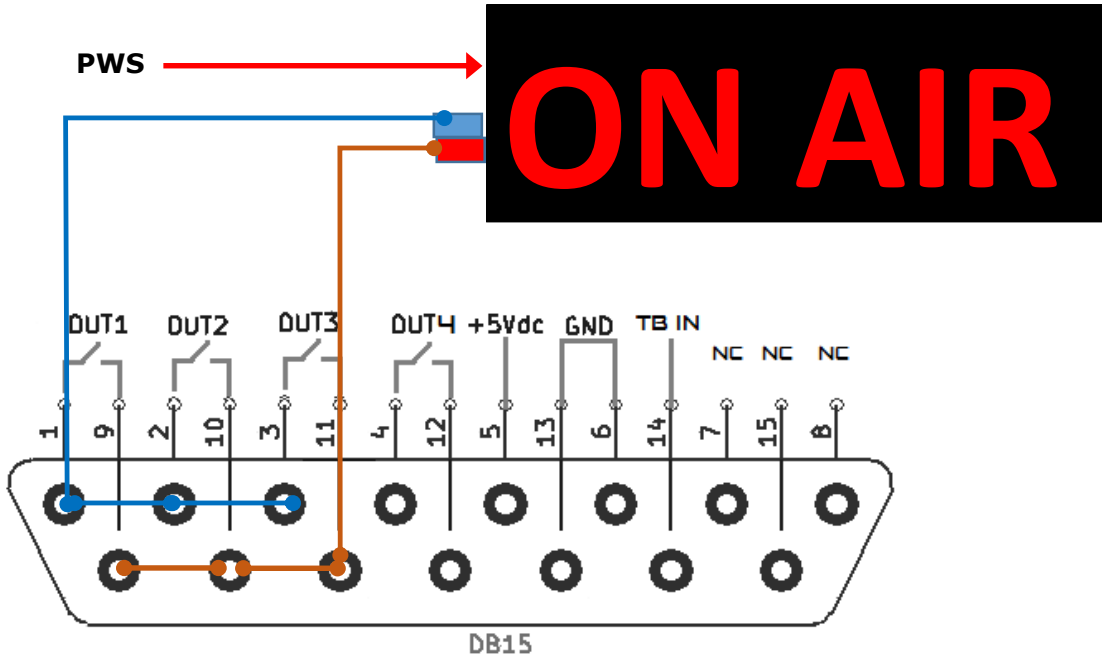 PWS
ON AIR
OUT1 OUT2 OUT3 OUT4 +5Vdc GND TB IN
NC NC NC
1 9 2 10 3 11 4 12 5 13 6 14 7 15 8
DB15